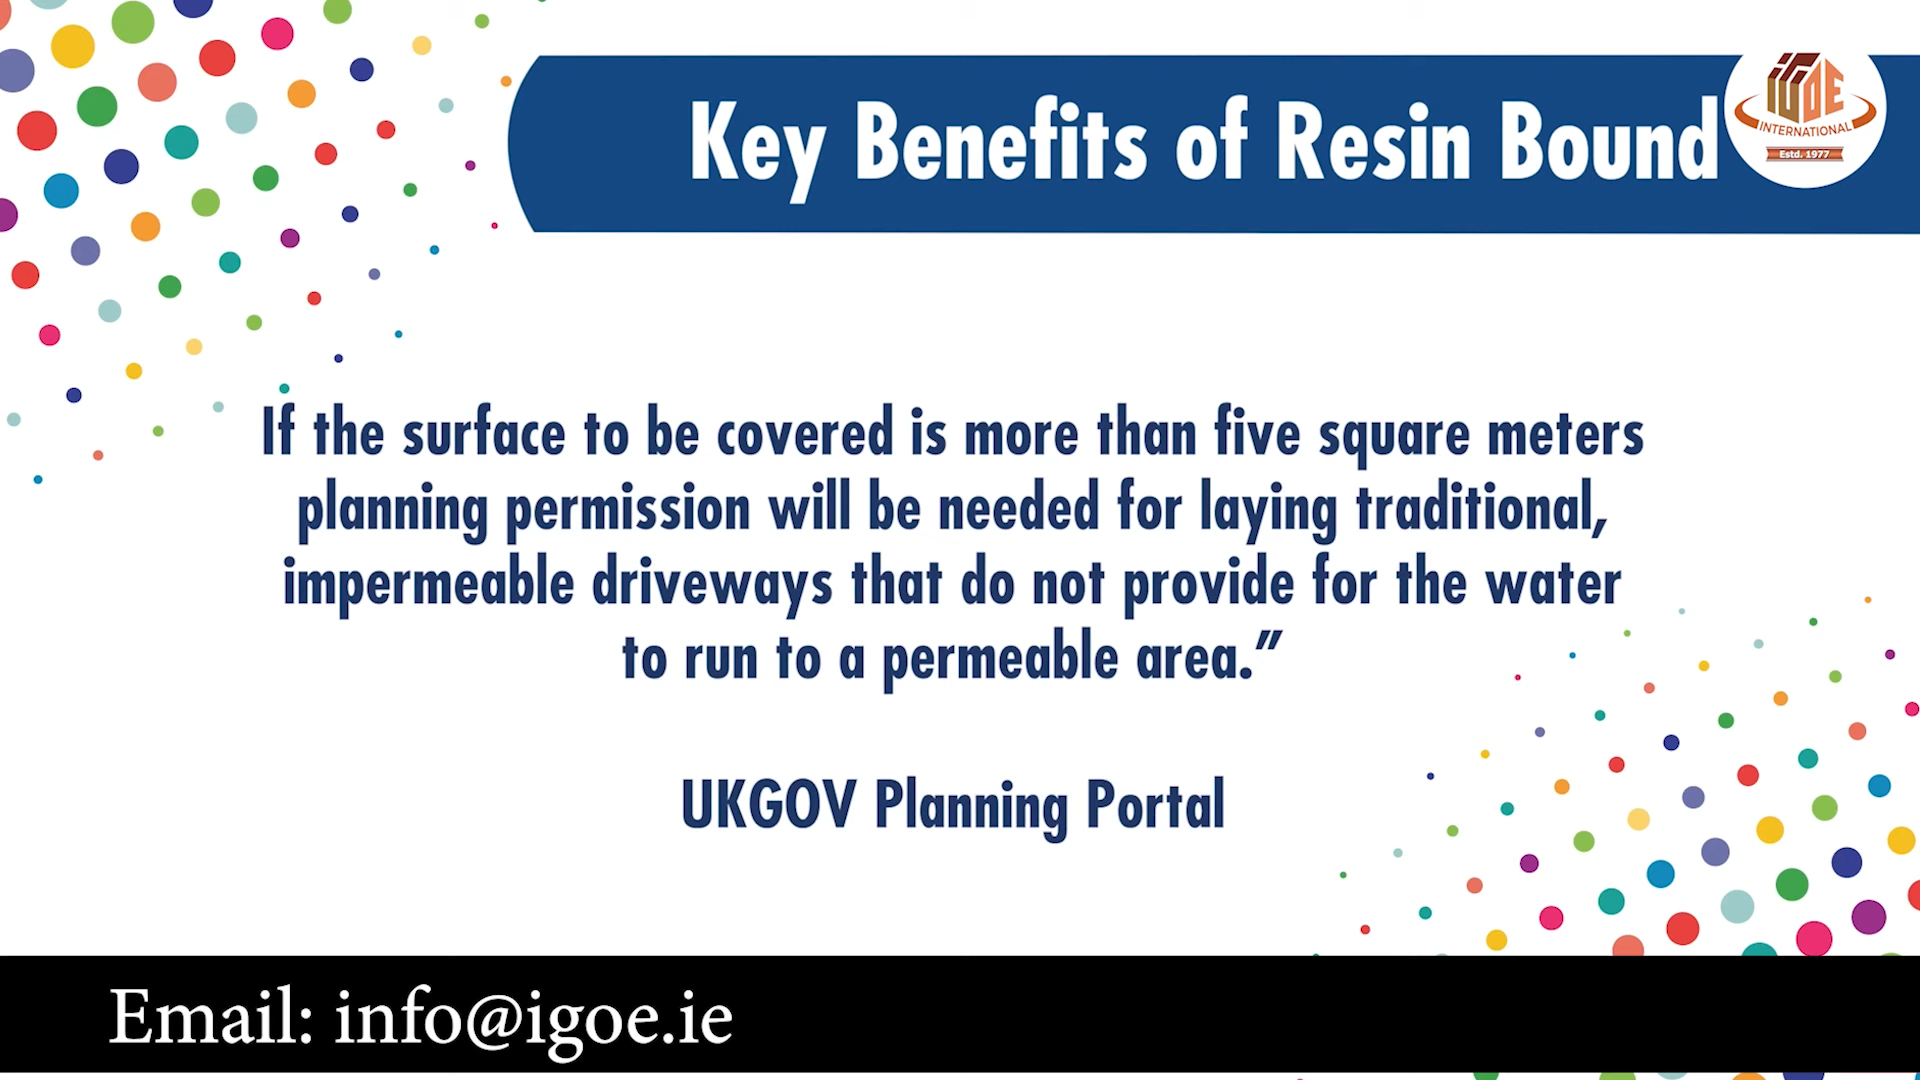 Key Benefits of Resin Bound
IGOE
INTERNATIONAL
Estd. 1977
If the surface to be covered is more than five square meters
planning permission will be needed for laying traditional,
impermeable driveways that do not provide for the water
to run to a permeable area.”
UKGOV Planning Portal
Email: info@igoe.ie